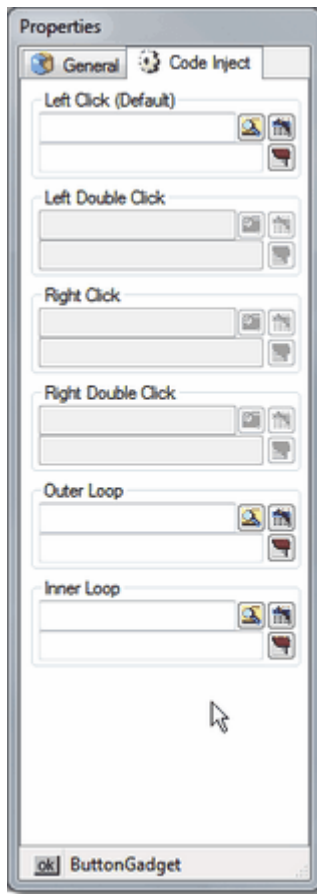 Properties
General
Code Inject
Left Click (Default)
Left Double Click
Right Click
Right Double Click
Outer Loop
Inner Loop
ok ButtonGadget